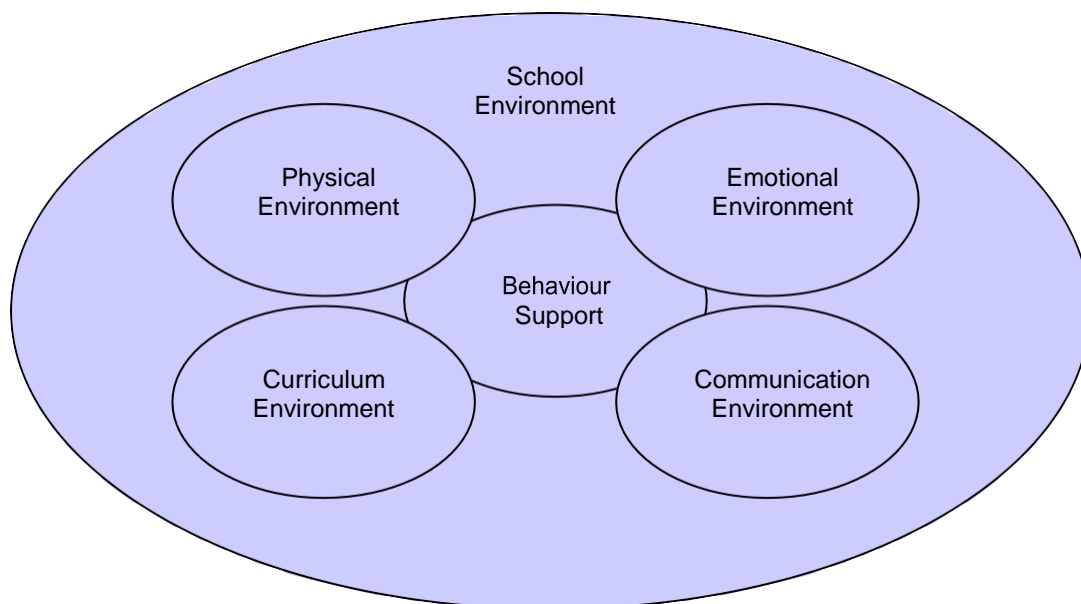 School
Environment
Physical
Environment
Emotional
Environment
Behaviour
Support
Curriculum
Environment
Communication
Environment